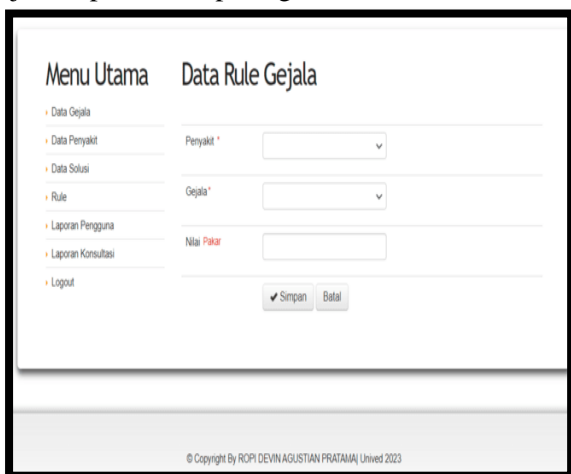 Menu Utama
Data Gejala
Data Penyakit
Data Solusi
Rule
Laporan Pengguna
Laporan Konsultasi
Logout
Data Rule Gejala
Penyakit *
Gejala *
Nilai Pakar
Simpan Batal
© Copyright By ROPI DEVIN AGUSTIAN PRATAMA| Unived 2023